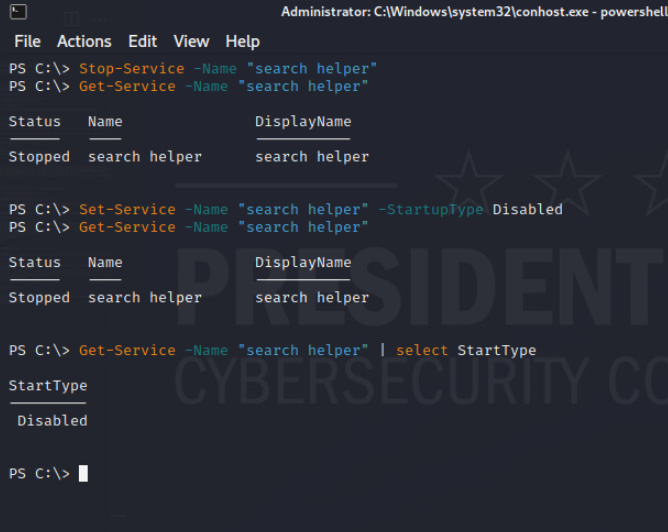 Administrator: C:\Windows\system32\conhost.exe - powershell
File Actions Edit View Help
PS C:\> Stop-Service -Name "search helper"
PS C:\> Get-Service -Name "search helper"
Status Name DisplayName
------ ---- -----------
Stopped search helper search helper
PS C:\> Set-Service -Name "search helper" -StartupType Disabled
PS C:\> Get-Service -Name "search helper"
Status Name DisplayName
------ ---- -----------
Stopped search helper search helper
PS C:\> Get-Service -Name "search helper" | select StartType
StartType
---------
Disabled
PS C:\>
PRESIDENT
CYBERSECURITY CO